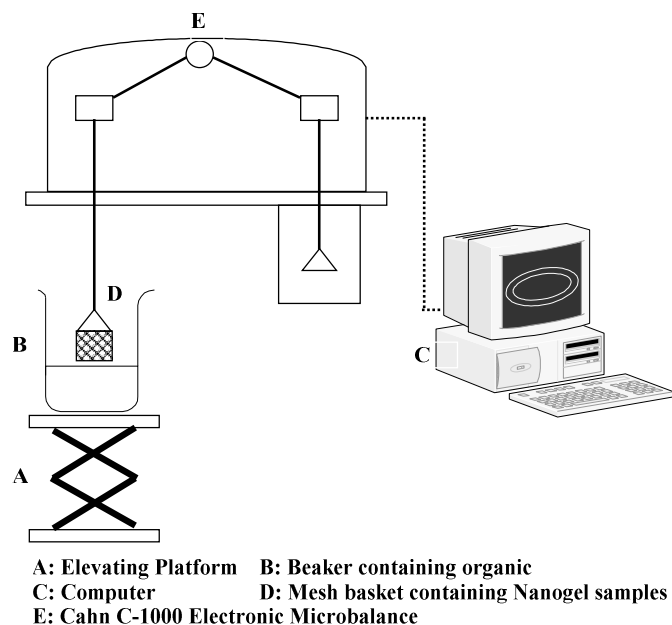 E
D
B
C
A
A: Elevating Platform B: Beaker containing organic
C: Computer D: Mesh basket containing Nanogel samples
E: Cahn C-1000 Electronic Microbalance